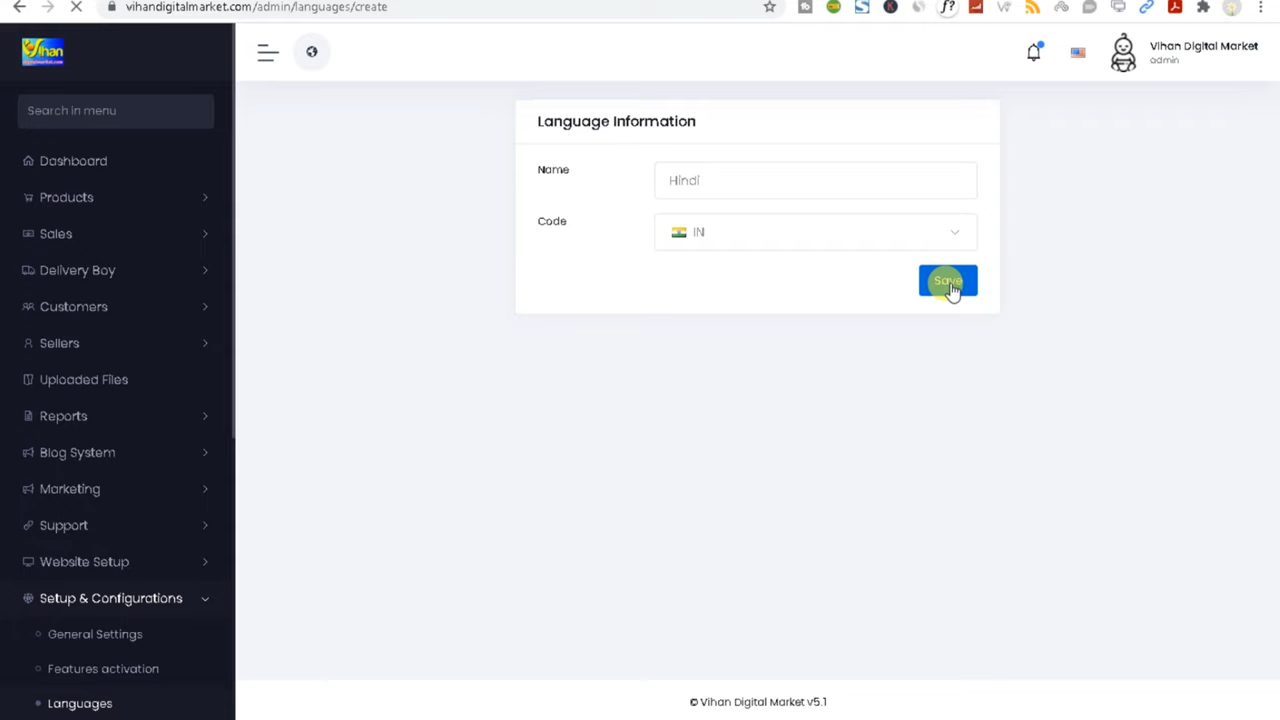 vihandigitalmarket.com/admin/languages/create
Vihan
Search in menu
Vihan Digital Market
admin
Dashboard
Products
Sales
Delivery Boy
Customers
Sellers
Uploaded Files
Reports
Blog System
Marketing
Support
Website Setup
Setup & Configurations
General Settings
Features activation
Languages
Language Information
Name
Hindi
Code
IN
Save
© Vihan Digital Market v5.1